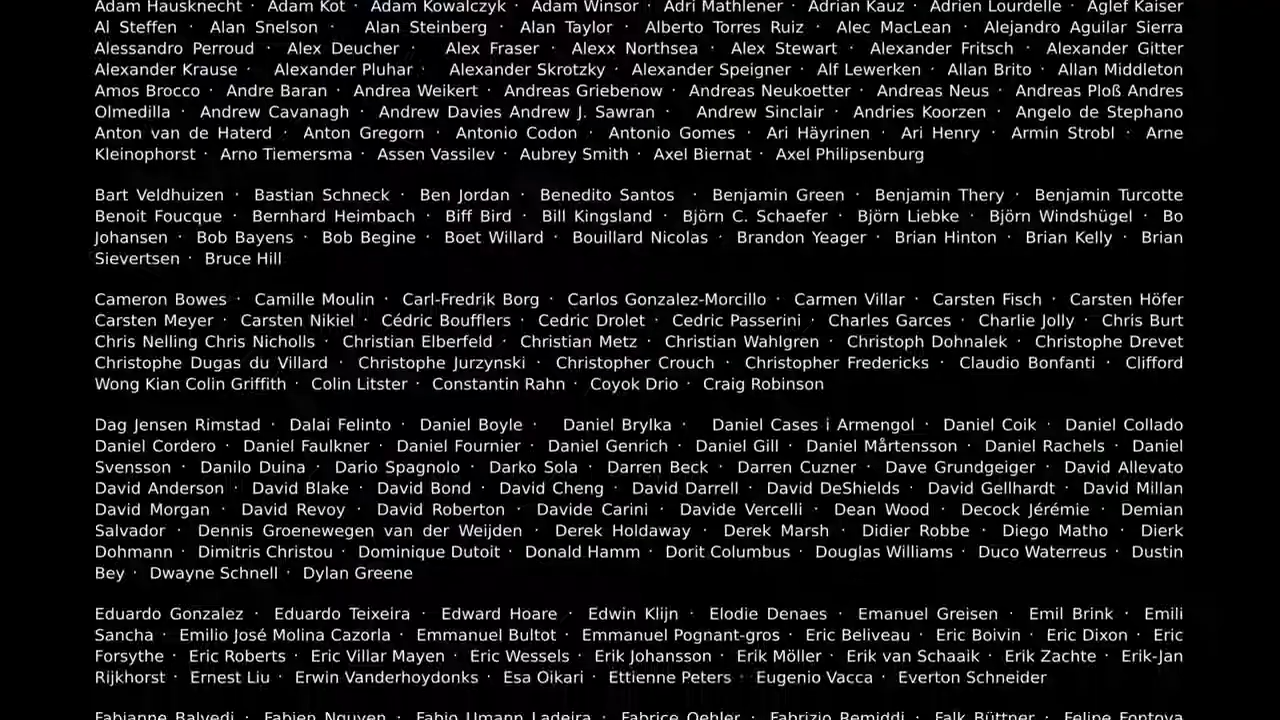 Adam Hausknecht · Adam Kot · Adam Kowalczyk · Adam Winsor · Adri Mathlener · Adrian Kauz · Adrien Lourdelle · Aglef Kaiser
Al Steffen · Alan Snelson · Alan Steinberg · Alan Taylor · Alberto Torres Ruiz · Alec MacLean · Alejandro Aguilar Sierra
Alessandro Perroud · Alex Deucher · Alex Fraser · Alexx Northsea · Alex Stewart · Alexander Fritsch · Alexander Gitter
Alexander Krause · Alexander Pluhar · Alexander Skrotzky · Alexander Speigner · Alf Lewerken · Allan Brito · Allan Middleton
Amos Brocco · Andre Baran · Andrea Weikert · Andreas Griebenow · Andreas Neukoetter · Andreas Neus · Andreas Ploß Andres
Olmedilla · Andrew Cavanagh · Andrew Davies Andrew J. Sawran · Andrew Sinclair · Andries Koorzen · Angelo de Stephano
Anton van de Haterd · Anton Gregorn · Antonio Codon · Antonio Gomes · Ari Häyrinen · Ari Henry · Armin Strobl · Arne
Kleinophorst · Arno Tiemersma · Assen Vassilev · Aubrey Smith · Axel Biernat · Axel Philipsenburg
Bart Veldhuizen · Bastian Schneck · Ben Jordan · Benedito Santos · Benjamin Green · Benjamin Thery · Benjamin Turcotte
Benoit Foucque · Bernhard Heimbach · Biff Bird · Bill Kingsland · Björn C. Schaefer · Björn Liebke · Björn Windshügel · Bo
Johansen · Bob Bayens · Bob Begine · Boet Willard · Bouillard Nicolas · Brandon Yeager · Brian Hinton · Brian Kelly · Brian
Sievertsen · Bruce Hill
Cameron Bowes · Camille Moulin · Carl-Fredrik Borg · Carlos Gonzalez-Morcillo · Carmen Villar · Carsten Fisch · Carsten Höfer
Carsten Meyer · Carsten Nikiel · Cédric Boufflers · Cedric Drolet · Cedric Passerini · Charles Garces · Charlie Jolly · Chris Burt
Chris Nelling Chris Nicholls · Christian Elberfeld · Christian Metz · Christian Wahlgren · Christoph Dohnalek · Christophe Drevet
Christophe Dugas du Villard · Christophe Jurzynski · Christopher Crouch · Christopher Fredericks · Claudio Bonfanti · Clifford
Wong Kian Colin Griffith · Colin Litster · Constantin Rahn · Coyok Drio · Craig Robinson
Dag Jensen Rimstad · Dalai Felinto · Daniel Boyle · Daniel Brylka · Daniel Cases i Armengol · Daniel Coik · Daniel Collado
Daniel Cordero · Daniel Faulkner · Daniel Fournier · Daniel Genrich · Daniel Gill · Daniel Mårtensson · Daniel Rachels · Daniel
Svensson · Danilo Duina · Dario Spagnolo · Darko Sola · Darren Beck · Darren Cuzner · Dave Grundgeiger · David Allevato
David Anderson · David Blake · David Bond · David Cheng · David Darrell · David DeShields · David Gellhardt · David Millan
David Morgan · David Revoy · David Roberton · Davide Carini · Davide Vercelli · Dean Wood · Decock Jérémie · Demian
Salvador · Dennis Groenewegen van der Weijden · Derek Holdaway · Derek Marsh · Didier Robbe · Diego Matho · Dierk
Dohmann · Dimitris Christou · Dominique Dutoit · Donald Hamm · Dorit Columbus · Douglas Williams · Duco Waterreus · Dustin
Bey · Dwayne Schnell · Dylan Greene
Eduardo Gonzalez · Eduardo Teixeira · Edward Hoare · Edwin Klijn · Elodie Denaes · Emanuel Greisen · Emil Brink · Emili
Sancha · Emilio José Molina Cazorla · Emmanuel Bultot · Emmanuel Pognant-gros · Eric Beliveau · Eric Boivin · Eric Dixon · Eric
Forsythe · Eric Roberts · Eric Villar Mayen · Eric Wessels · Erik Johansson · Erik Möller · Erik van Schaaik · Erik Zachte · Erik-Jan
Rijkhorst · Ernest Liu · Erwin Vanderhoydonks · Esa Oikari · Ettienne Peters · Eugenio Vacca · Everton Schneider
Fabianne Balvedi · Fabien Nguyen · Fabio Umann Ladeira · Fabrice Oehler · Fabrizio Remiddi · Falk Büttner · Felipe Fontova